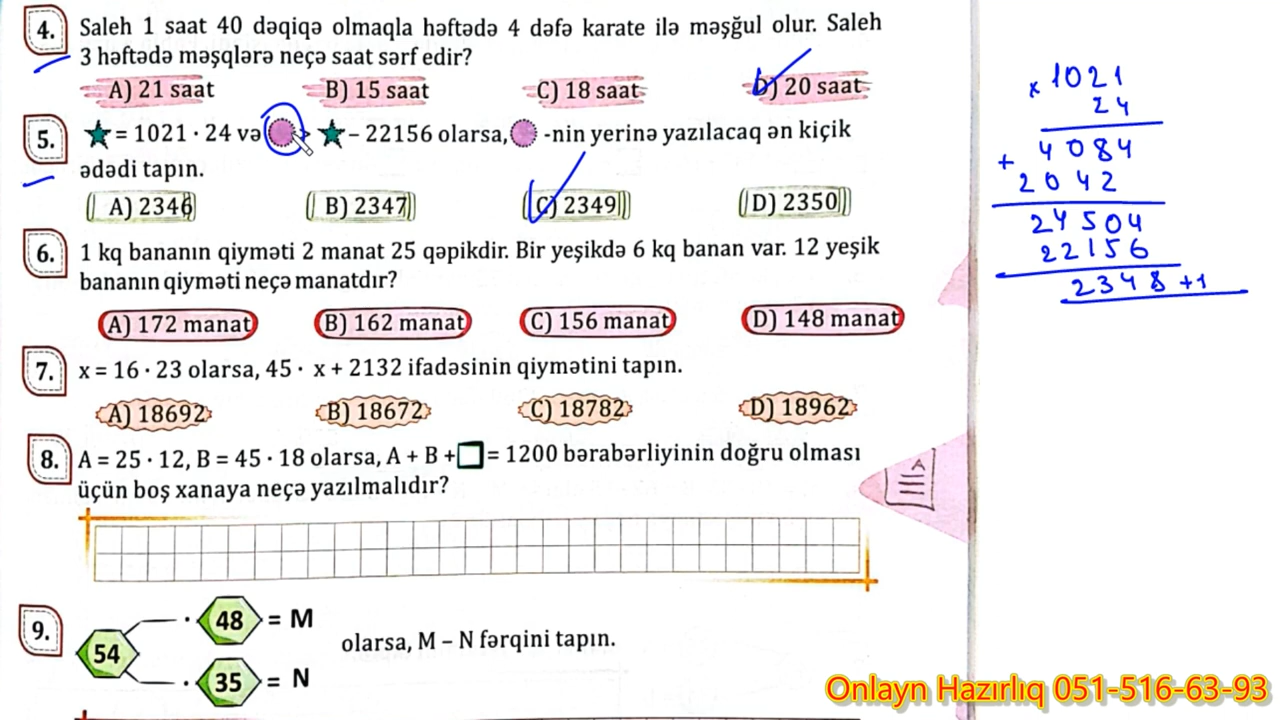 4. Saleh 1 saat 40 dəqiqə olmaqla həftədə 4 dəfə karate ilə məşğul olur. Saleh
3 həftədə məşqlərə neçə saat sərf edir?
A) 21 saat B) 15 saat C) 18 saat D) 20 saat
5. = 1021 · 24 və > – 22156 olarsa, -nin yerinə yazılacaq ən kiçik
ədədi tapın.
A) 2346 B) 2347 C) 2349 D) 2350
6. 1 kq bananın qiyməti 2 manat 25 qəpikdir. Bir yeşikdə 6 kq banan var. 12 yeşik
bananın qiyməti neçə manatdır?
A) 172 manat B) 162 manat C) 156 manat D) 148 manat
7. x = 16 · 23 olarsa, 45 · x + 2132 ifadəsinin qiymətini tapın.
A) 18692 B) 18672 C) 18782 D) 18962
8. A = 25 · 12, B = 45 · 18 olarsa, A + B + = 1200 bərabərliyinin doğru olması
üçün boş xanaya neçə yazılmalıdır?
9. 54 · 48 = M
· 35 = N
olarsa, M – N fərqini tapın.
x 1021
24
+ 4084
2042
24504
22156
2348 +1
A
Onlayn Hazırlıq 051-516-63-93